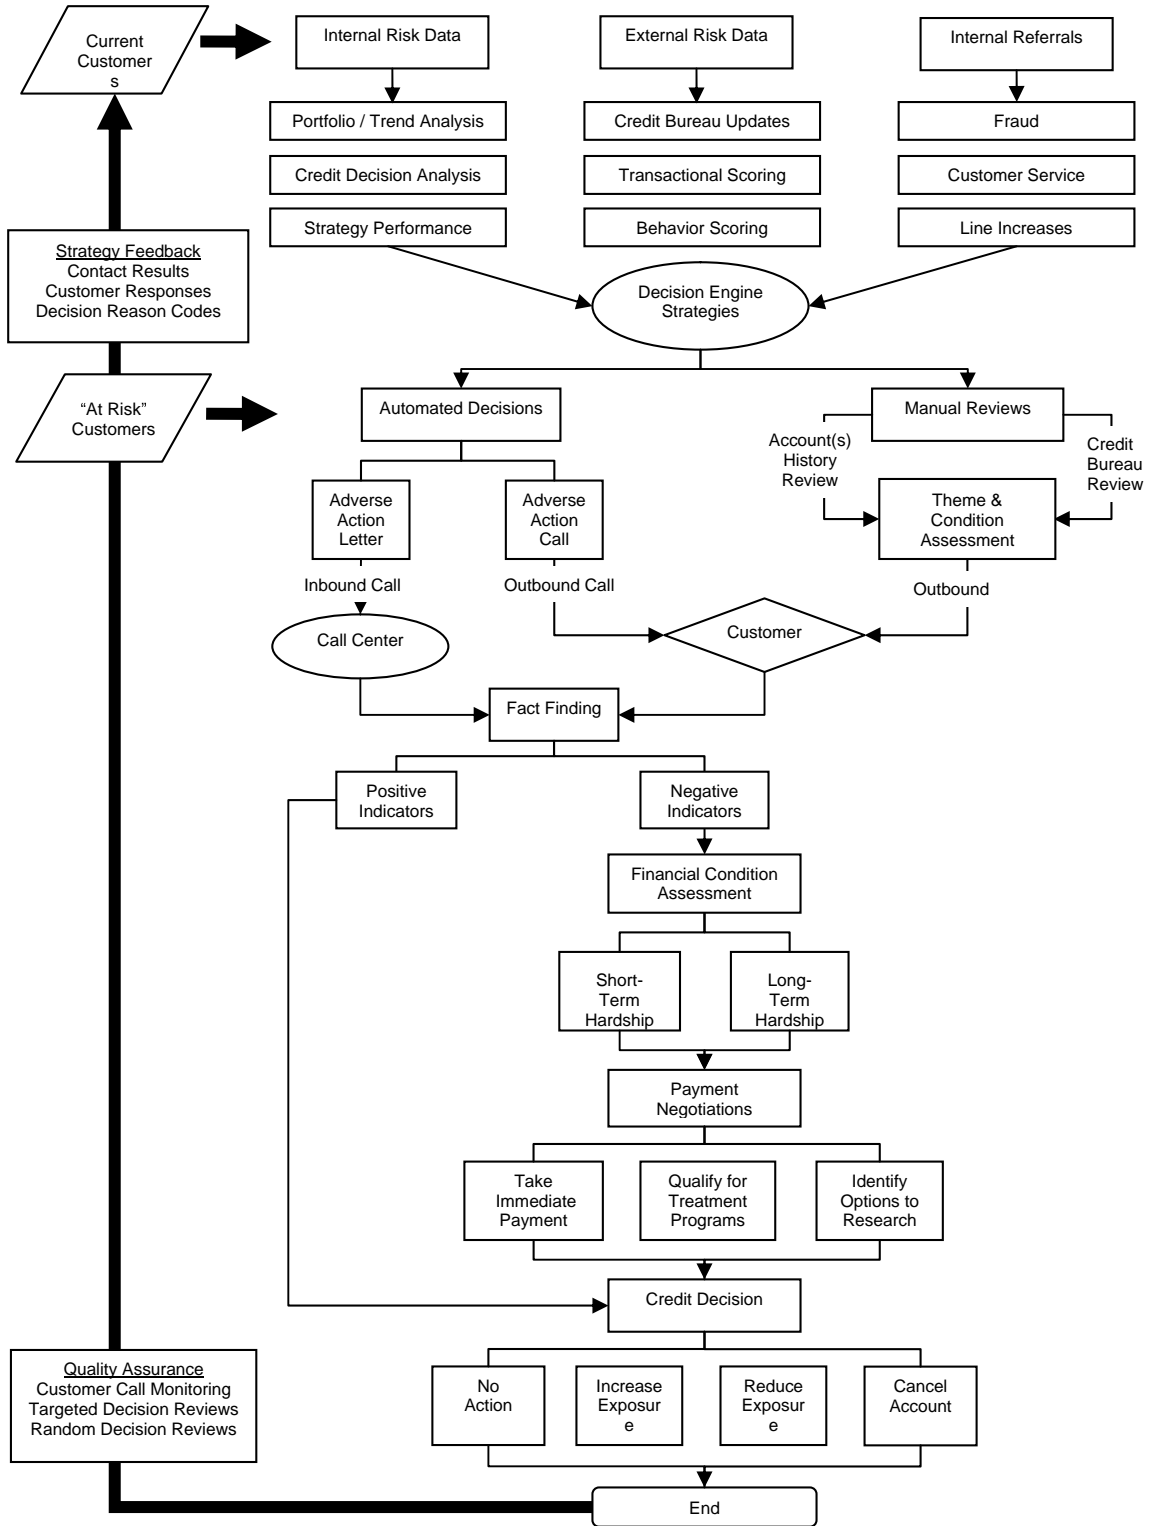 Current
Customer
s
Internal Risk Data
External Risk Data
Internal Referrals
Portfolio / Trend Analysis
Credit Bureau Updates
Fraud
Credit Decision Analysis
Transactional Scoring
Customer Service
Strategy Performance
Behavior Scoring
Line Increases
Strategy Feedback
Contact Results
Customer Responses
Decision Reason Codes
Decision Engine
Strategies
“At Risk”
Customers
Automated Decisions
Manual Reviews
Account(s)
History
Review
Credit
Bureau
Review
Adverse
Action
Letter
Adverse
Action
Call
Theme &
Condition
Assessment
Inbound Call
Outbound Call
Outbound
Call Center
Customer
Fact Finding
Positive
Indicators
Negative
Indicators
Financial Condition
Assessment
Short-
Term
Hardship
Long-
Term
Hardship
Payment
Negotiations
Take
Immediate
Payment
Qualify for
Treatment
Programs
Identify
Options to
Research
Credit Decision
Quality Assurance
Customer Call Monitoring
Targeted Decision Reviews
Random Decision Reviews
No
Action
Increase
Exposur
e
Reduce
Exposur
e
Cancel
Account
End